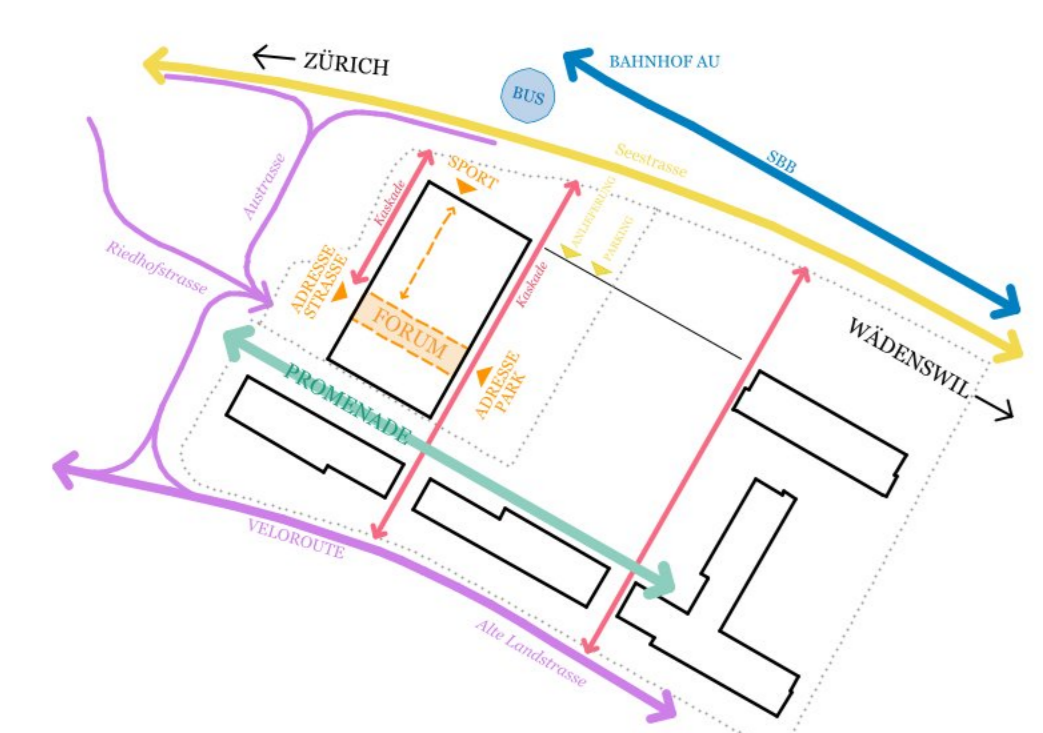 ZÜRICH
BAHNHOF AU
BUS
Seestrasse
SBB
Austrasse
Riedhofstrasse
Kaskade
SPORT
ADRESSE
STRASSE
FORUM
Kaskade
ANLIEFERUNG
PARKING
WÄDENSWIL
ADRESSE
PARK
PROMENADE
VELOROUTE
Alte Landstrasse